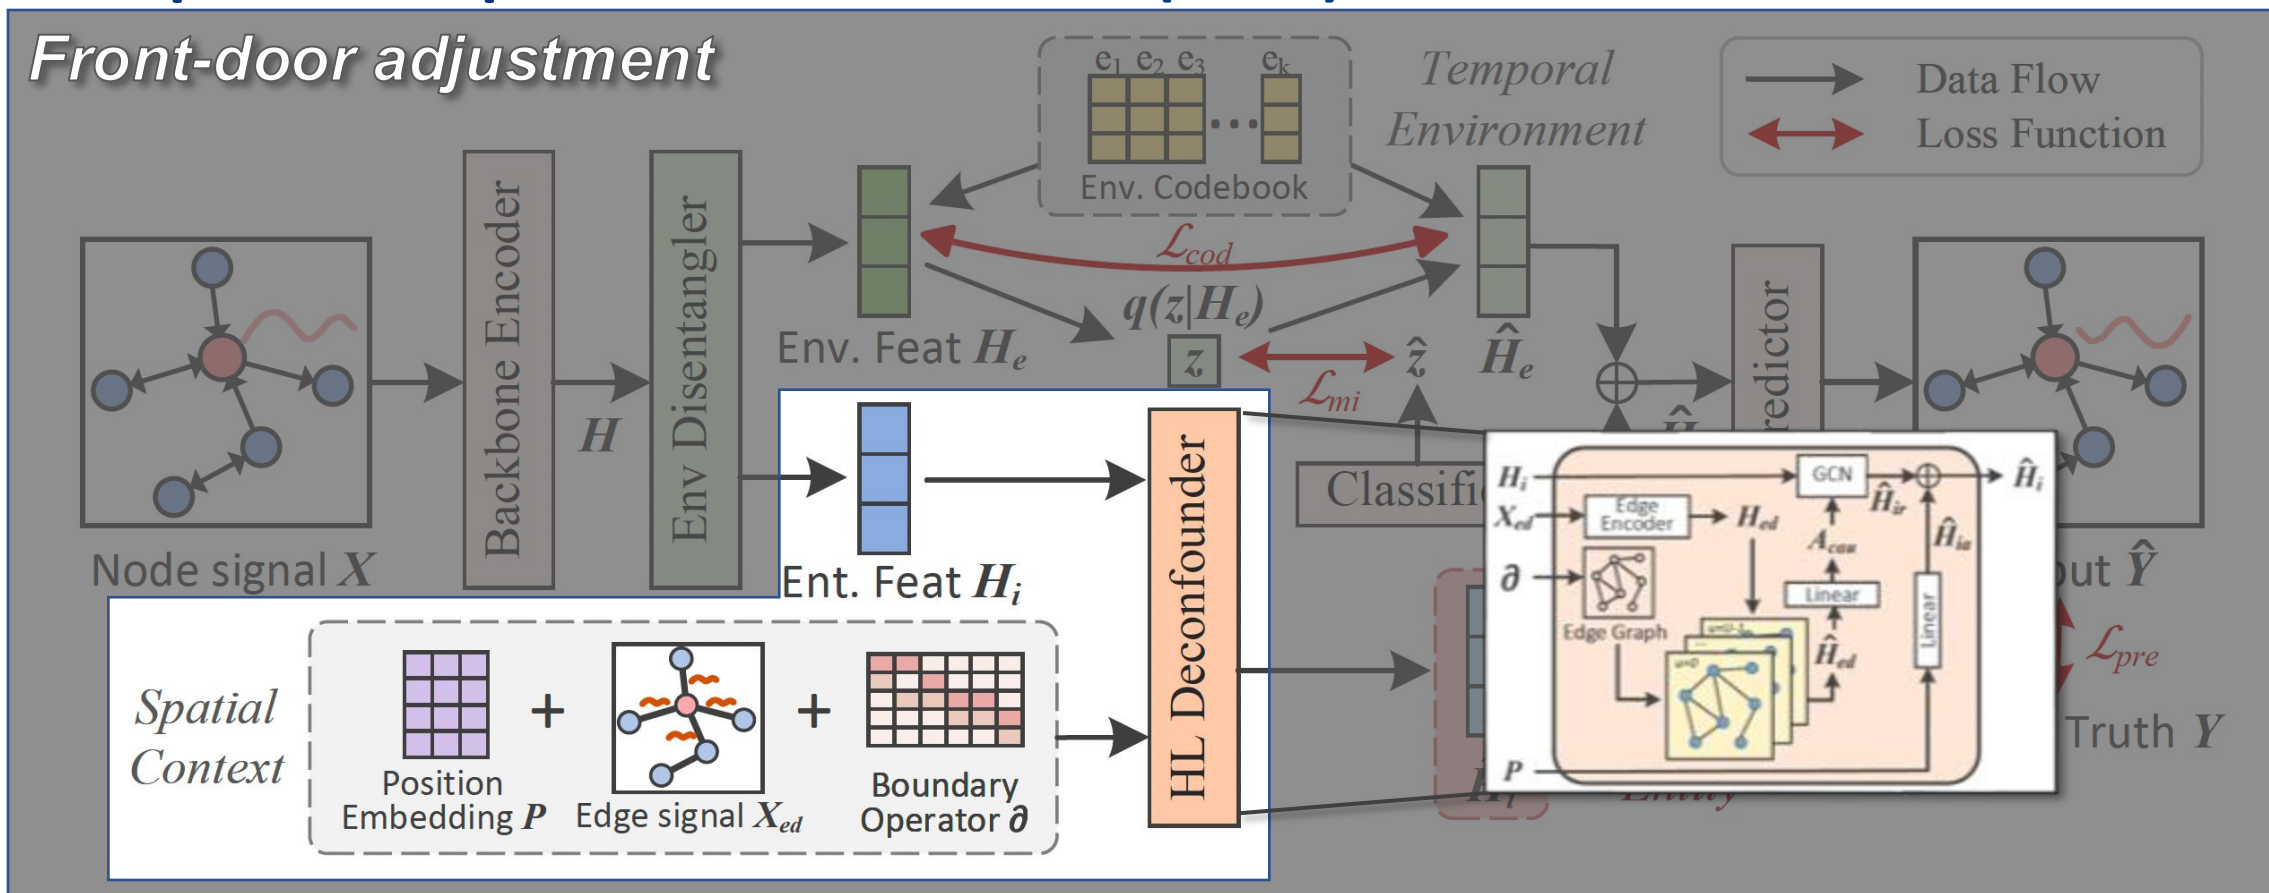 Front-door adjustment
e1 e2 e3 ek
Env. Codebook
Temporal
Environment
Data Flow
Loss Function
Backbone Encoder
Env Disentangler
Node signal X
H
Env. Feat He
ℒcod
q(z|He)
z
ẑ
ℒmi
Ĥe
Ent. Feat Hi
HL Deconfounder
Spatial
Context
Position
Embedding P
+
Edge signal Xed
+
Boundary
Operator ∂
Hi
Xed
∂
P
Edge
Encoder
Hed
Edge Graph
GCN
Ĥir
Acau
Linear
Ĥed
u=0
Ĥia
Linear
Ĥi
ℒpre
Truth Y